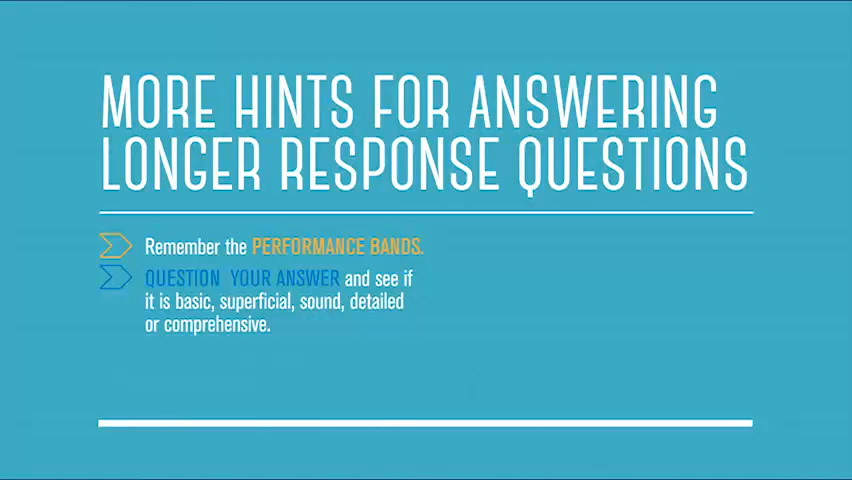 MORE HINTS FOR ANSWERING
LONGER RESPONSE QUESTIONS
Remember the PERFORMANCE BANDS.
QUESTION YOUR ANSWER and see if
it is basic, superficial, sound, detailed
or comprehensive.